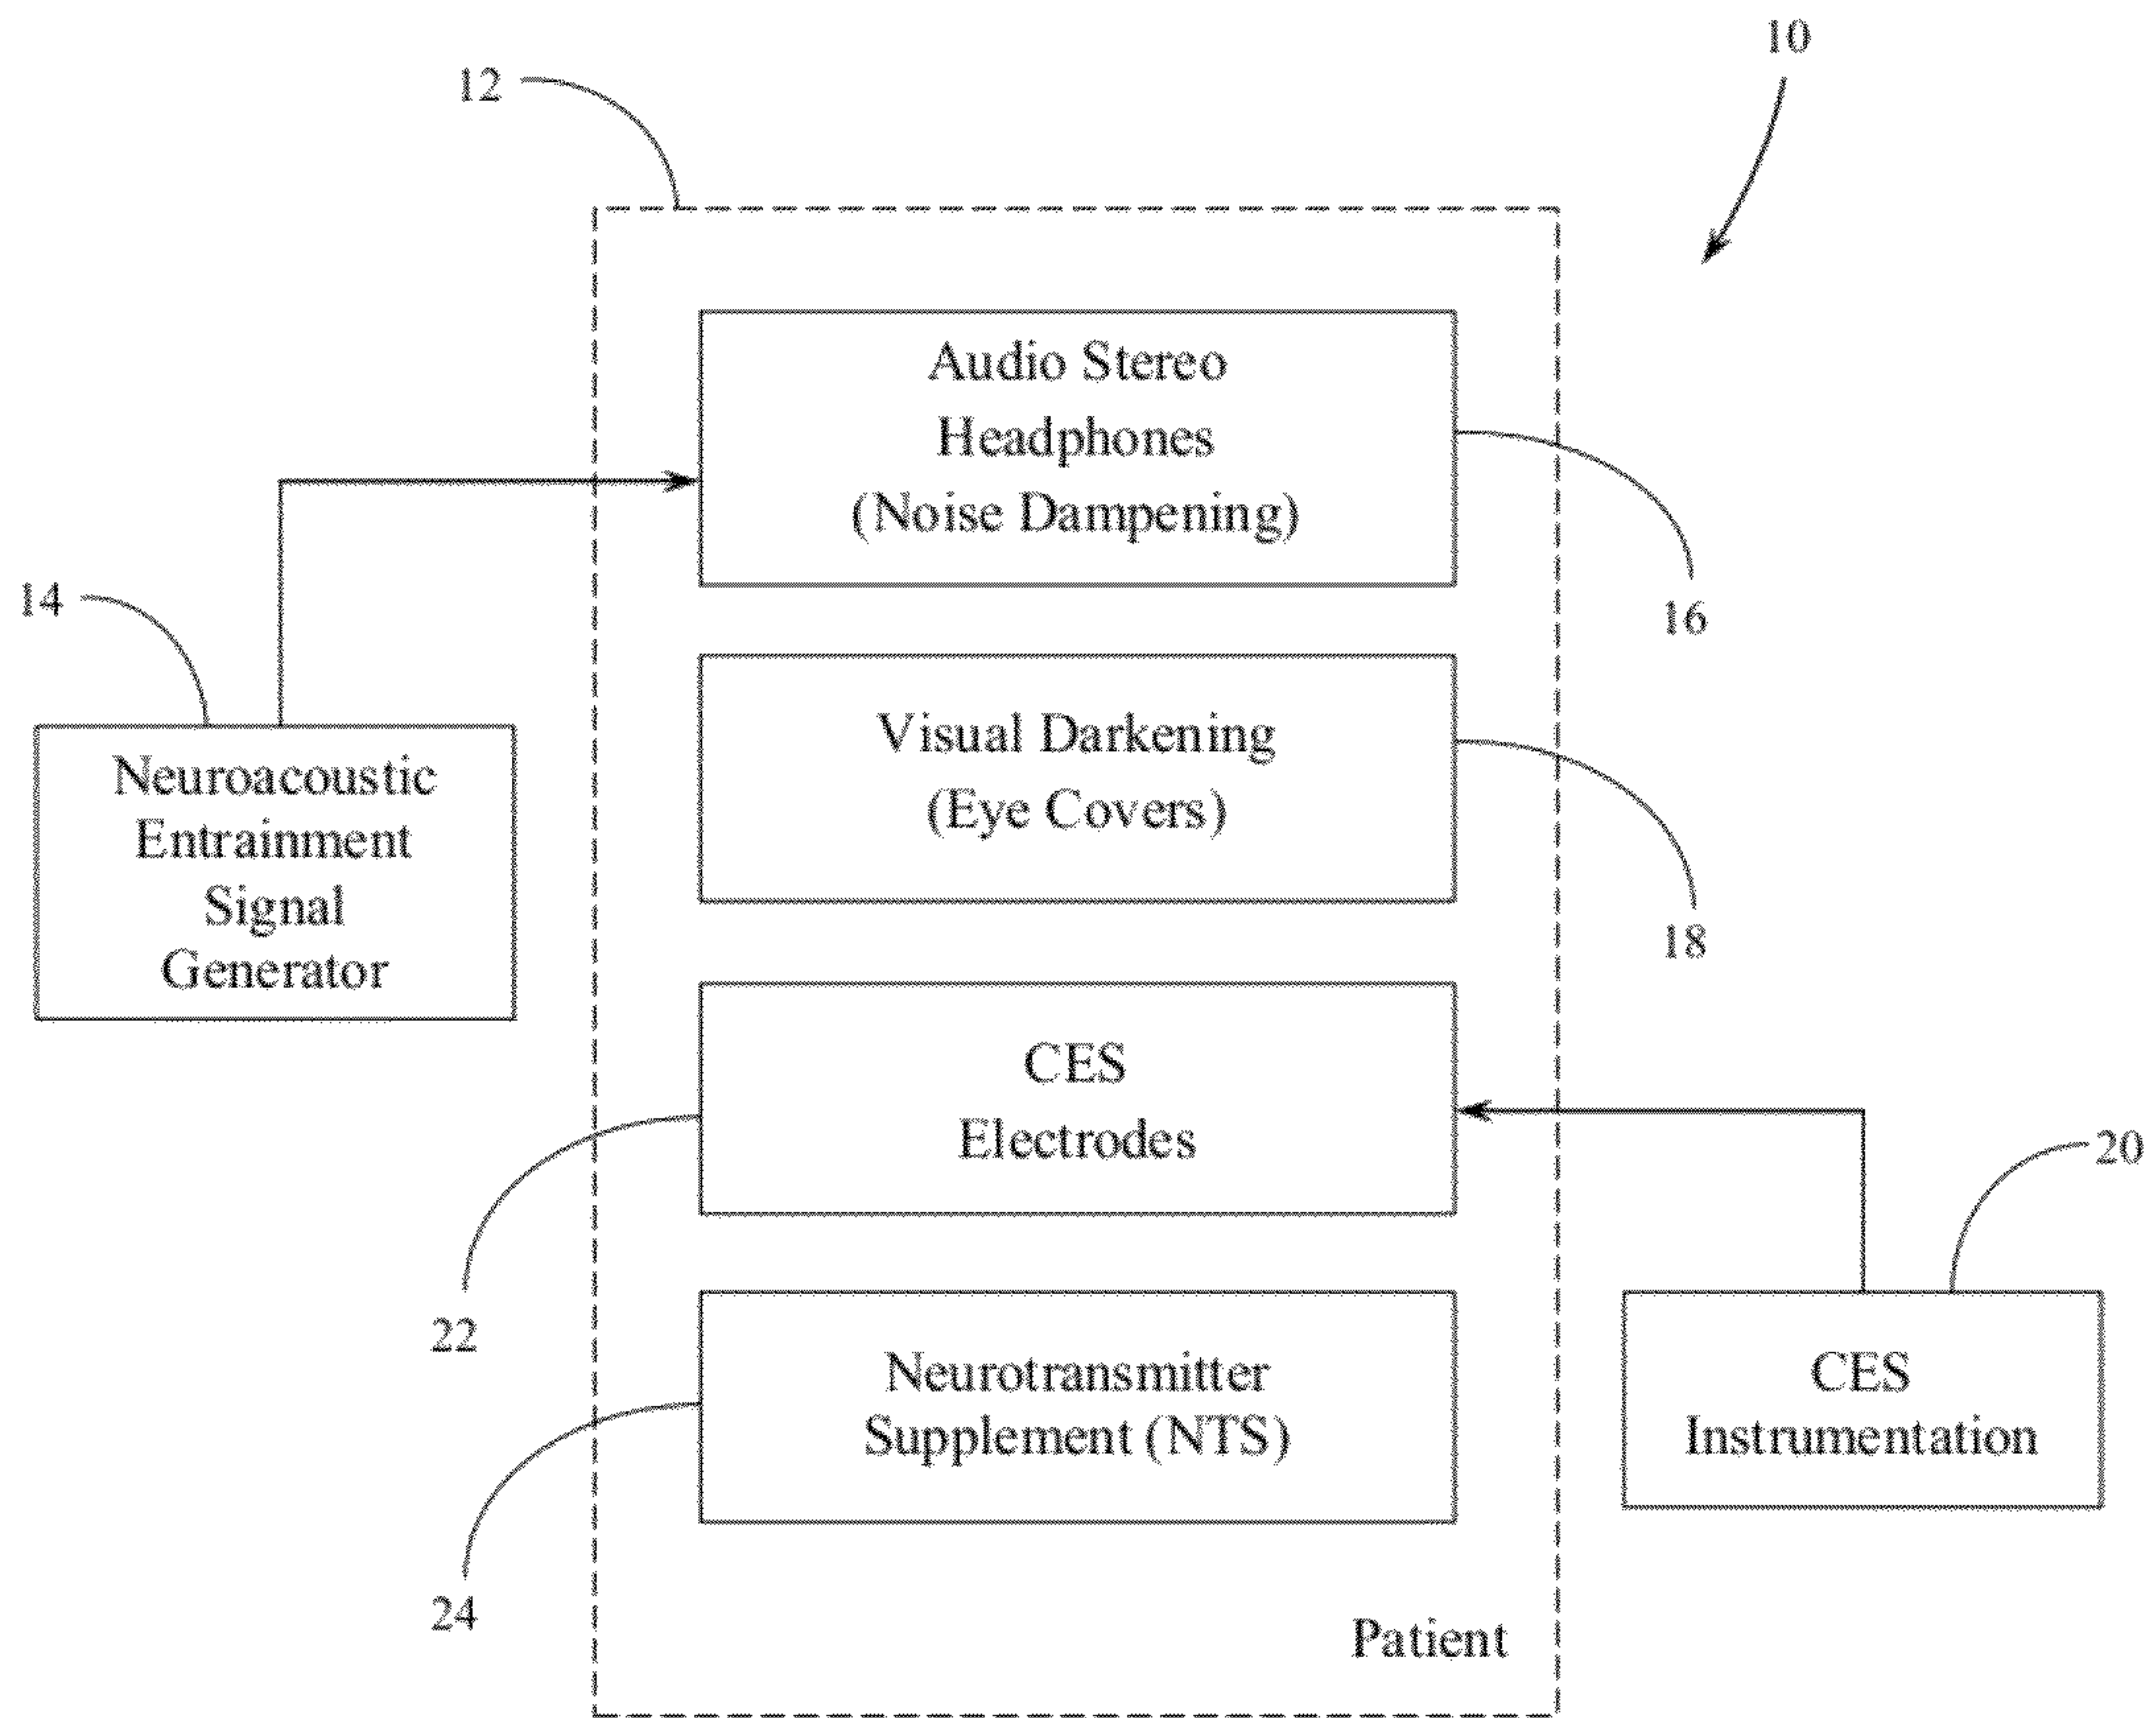 10
12
Audio Stereo
Headphones
(Noise Dampening)
14
16
Visual Darkening
(Eye Covers)
Neuroacoustic
Entrainment
Signal
Generator
18
CES
Electrodes
20
22
Neurotransmitter
Supplement (NTS)
CES
Instrumentation
24
Patient